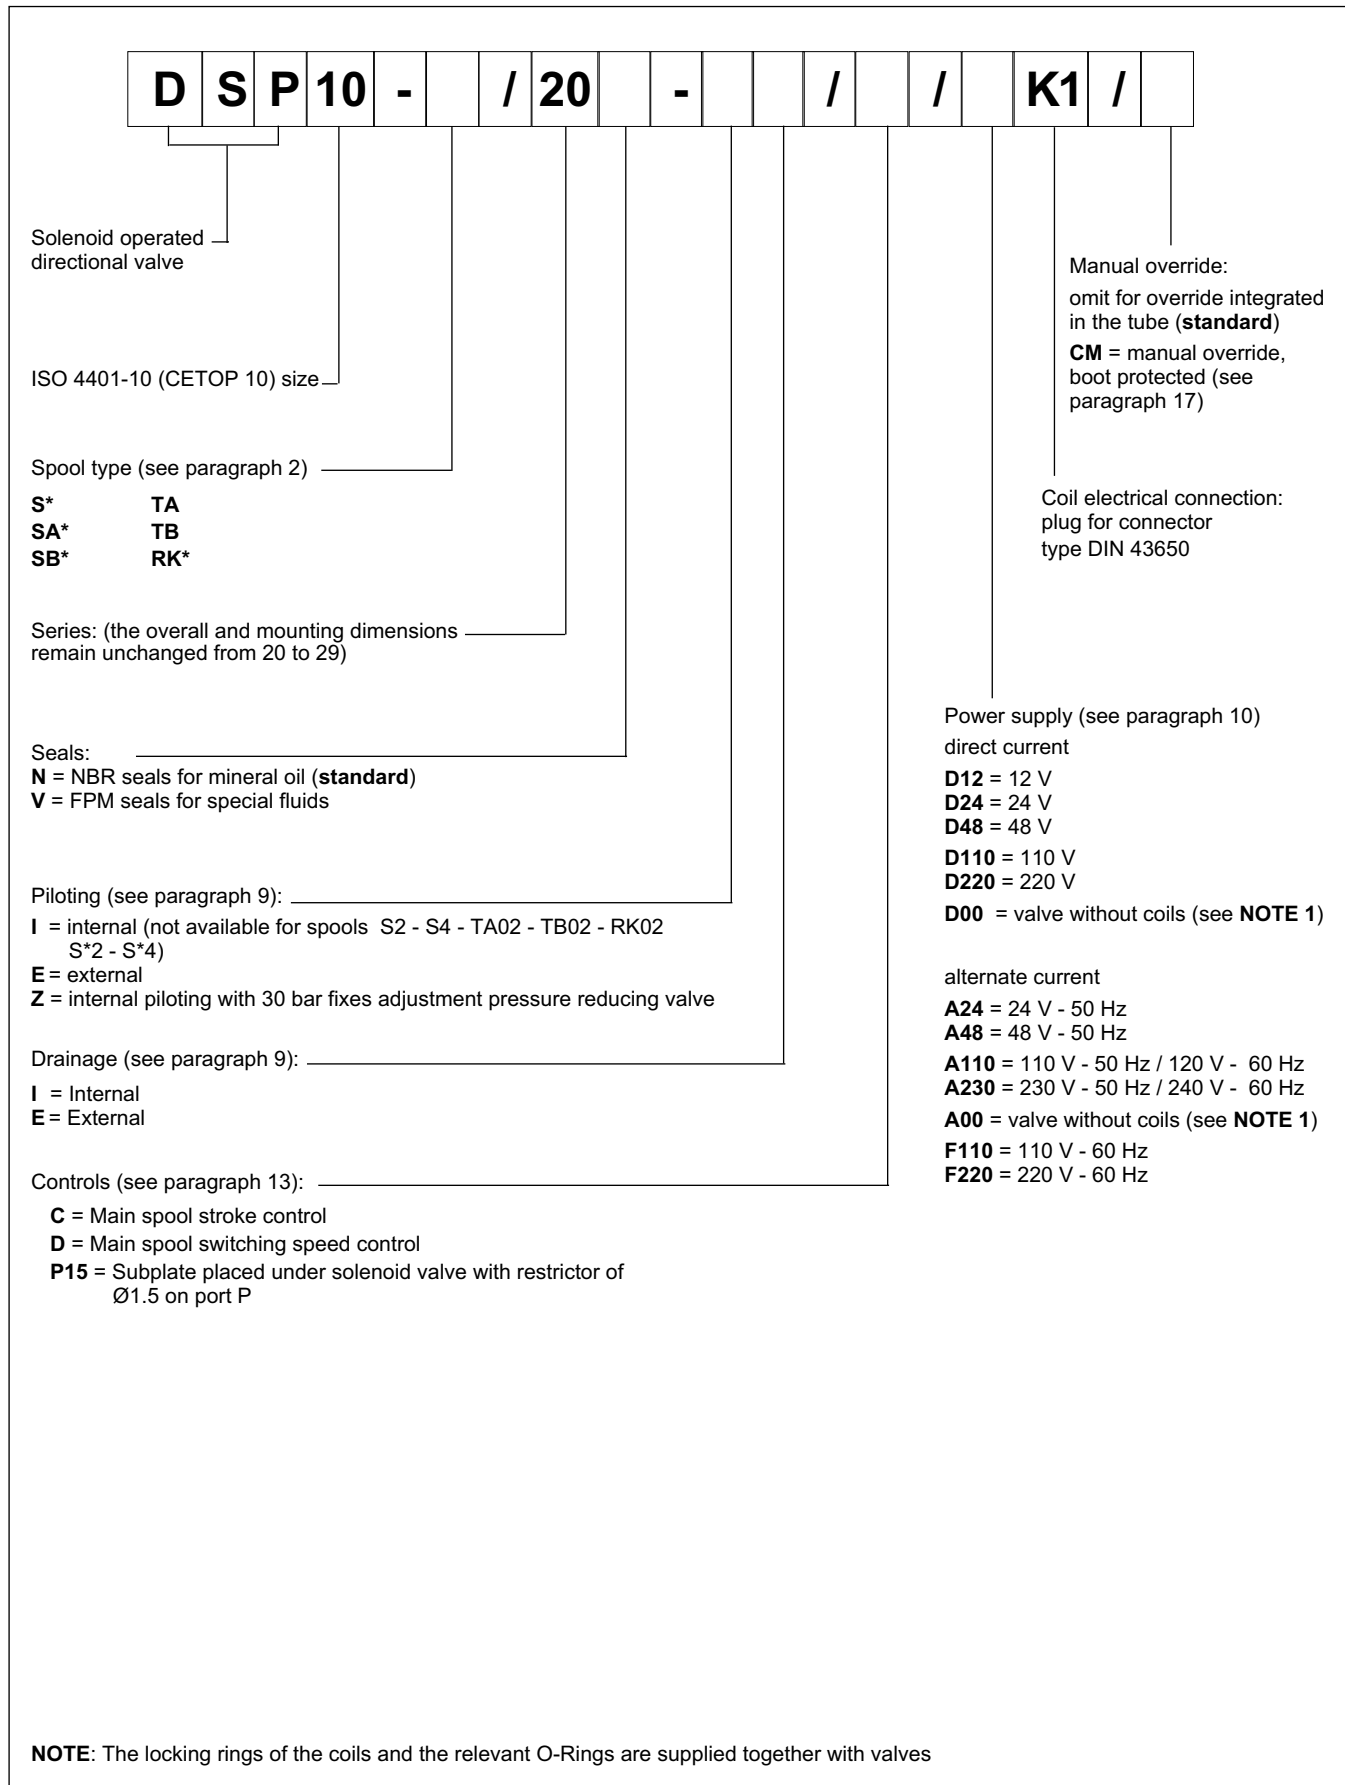 D S P 10 - / 20 - / / K1 /
Solenoid operated
directional valve
ISO 4401-10 (CETOP 10) size
Spool type (see paragraph 2)
S* TA
SA* TB
SB* RK*
Series: (the overall and mounting dimensions
remain unchanged from 20 to 29)
Seals:
N = NBR seals for mineral oil (standard)
V = FPM seals for special fluids
Piloting (see paragraph 9):
I = internal (not available for spools S2 - S4 - TA02 - TB02 - RK02
S*2 - S*4)
E = external
Z = internal piloting with 30 bar fixes adjustment pressure reducing valve
Drainage (see paragraph 9):
I = Internal
E = External
Controls (see paragraph 13):
C = Main spool stroke control
D = Main spool switching speed control
P15 = Subplate placed under solenoid valve with restrictor of
Ø1.5 on port P
Manual override:
omit for override integrated
in the tube (standard)
CM = manual override,
boot protected (see
paragraph 17)
Coil electrical connection:
plug for connector
type DIN 43650
Power supply (see paragraph 10)
direct current
D12 = 12 V
D24 = 24 V
D48 = 48 V
D110 = 110 V
D220 = 220 V
D00 = valve without coils (see NOTE 1)
alternate current
A24 = 24 V - 50 Hz
A48 = 48 V - 50 Hz
A110 = 110 V - 50 Hz / 120 V - 60 Hz
A230 = 230 V - 50 Hz / 240 V - 60 Hz
A00 = valve without coils (see NOTE 1)
F110 = 110 V - 60 Hz
F220 = 220 V - 60 Hz
NOTE: The locking rings of the coils and the relevant O-Rings are supplied together with valves